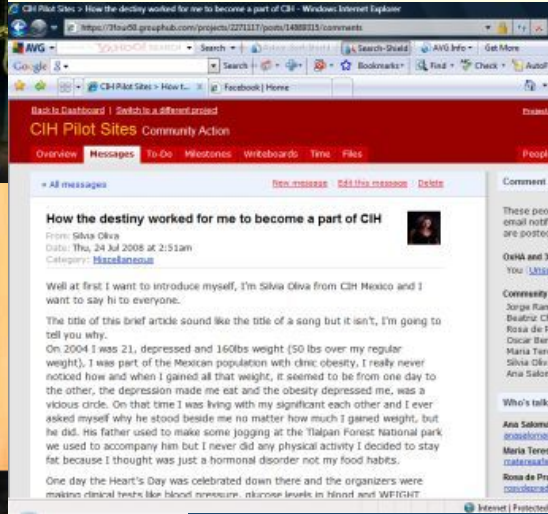 CIH Pilot Sites > How the destiny worked for me to become a part of CIH - Windows Internet Explorer
AVG
Search
Search-Shield
AVG Info
Get More
Google
Search
Bookmarks
Find
Check
AutoF
CIH Pilot Sites > How t...
Facebook | Home
Back to Dashboard | Switch to a different project
Project
CIH Pilot Sites Community Action
Overview Messages To-Do Milestones Writeboards Time Files
Peopl
« All messages
New message Edit this message Delete
Comment
How the destiny worked for me to become a part of CIH
From: Silvia Oliva
Date: Thu, 24 Jul 2008 at 2:51am
Category: Miscellaneous
These peo
email notif
are posted
OxHA and 3
You (Unsu
Well at first I want to introduce myself, I'm Silvia Oliva from CIH Mexico and I
want to say hi to everyone.
Community
Jorge Ram
Beatriz Ch
Rosa de P
Oscar Ber
Maria Ter
Silvia Oliv
Ana Salom
The title of this brief article sound like the title of a song but it isn't, I'm going to
tell you why.
On 2004 I was 21, depressed and 160lbs weight (50 lbs over my regular
weight), I was part of the Mexican population with clinic obesity, I really never
noticed how and when I gained all that weight, it seemed to be from one day to
the other, the depression made me eat and the obesity depressed me, was a
vicious circle. On that time I was living with my significant each other and I ever
asked myself why he stood beside me no matter how much I gained weight, but
he did. His father used to make some jogging at the Tlalpan Forest National park
we used to accompany him but I never did any physical activity I decided to stay
fat because I thought was just a hormonal disorder not my food habits.
Who's talk
Ana Saloma
Maria Teres
Rosa de Pra
One day the Heart's Day was celebrated down there and the organizers were
making clinical tests like blood pressure, glucose levels in blood and WEIGHT
Internet | Protected